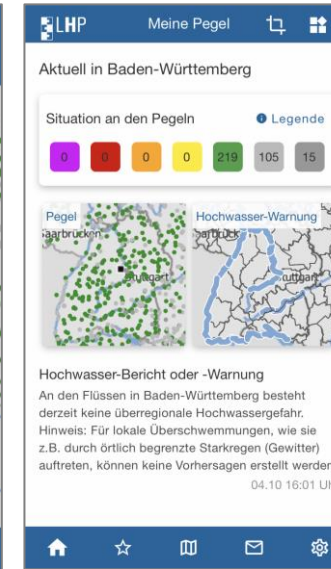 LHP Meine Pegel
Aktuell in Baden-Württemberg
Situation an den Pegeln Legende
0 0 0 0 219 105 15
Pegel Hochwasser-Warnung
aarbrücken
Stuttgart
Hochwasser-Bericht oder -Warnung
An den Flüssen in Baden-Württemberg besteht
derzeit keine überregionale Hochwassergefahr.
Hinweis: Für lokale Überschwemmungen, wie sie
z.B. durch örtlich begrenzte Starkregen (Gewitter)
auftreten, können keine Vorhersagen erstellt werden
04.10 16:01 Uh